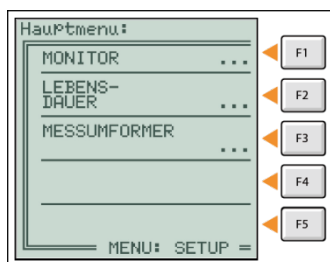 Hauptmenu:
MONITOR ...
LEBENS-
DAUER ...
MESSUMFORMER
...
MENU: SETUP =
F1
F2
F3
F4
F5